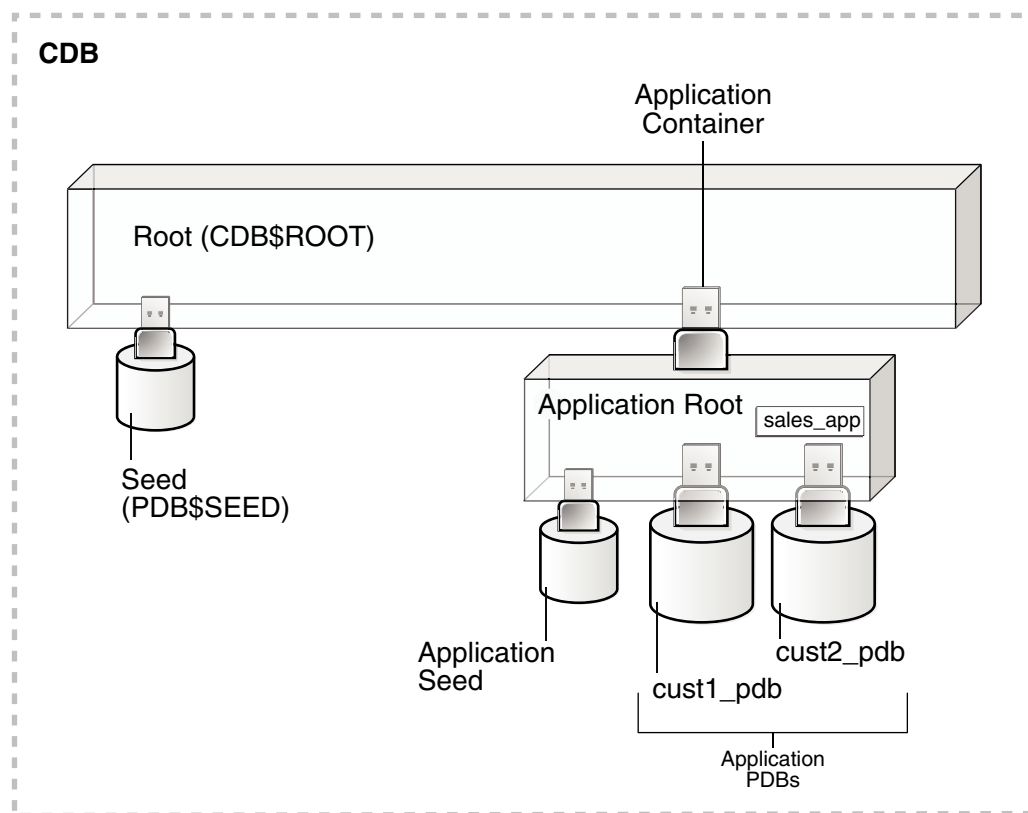 CDB
Application
Container
Root (CDB$ROOT)
Application Root
sales_app
Seed
(PDB$SEED)
Application
Seed
cust1_pdb
cust2_pdb
Application
PDBs